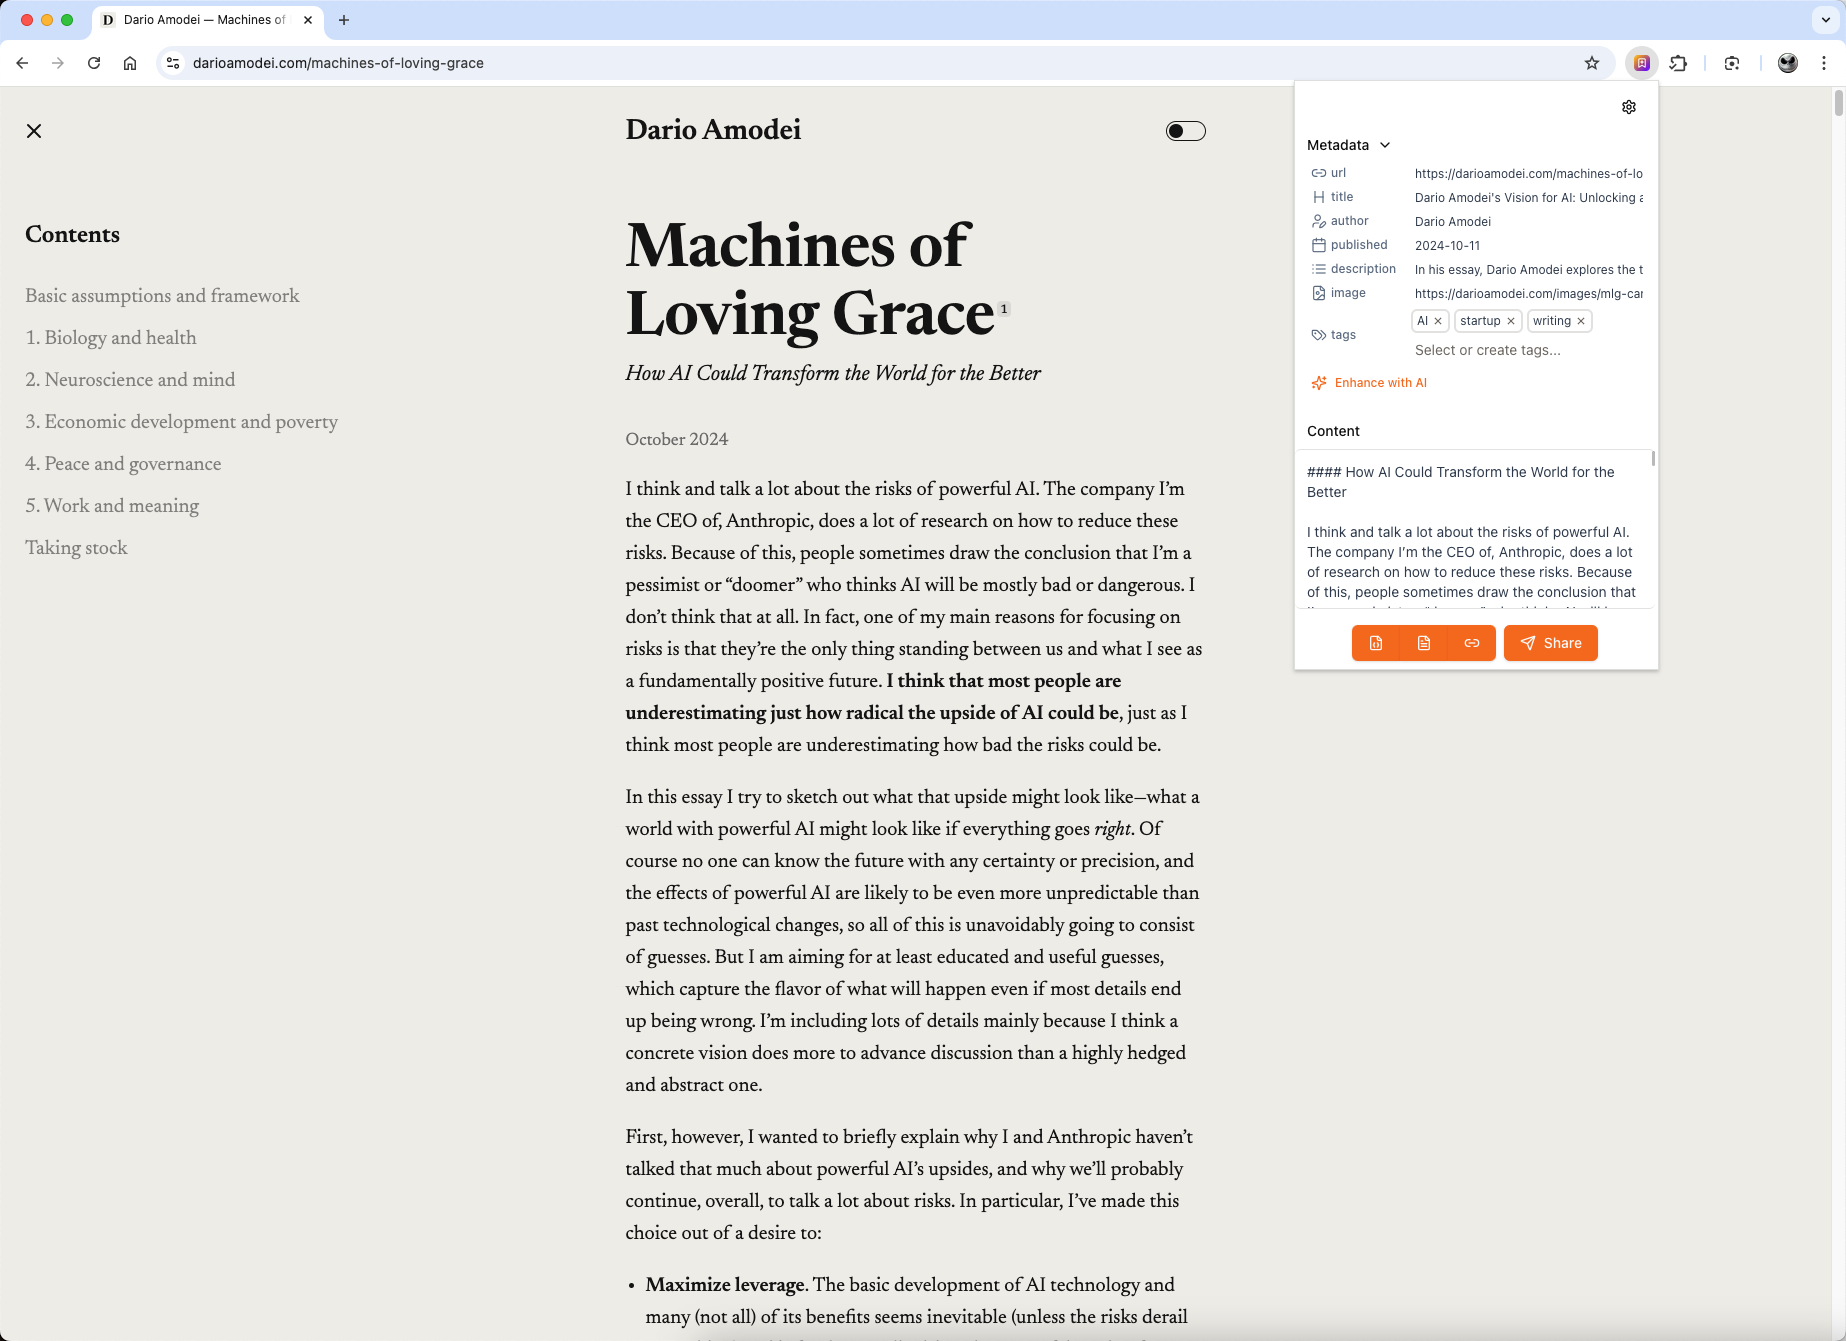 D Dario Amodei — Machines of
darioamodei.com/machines-of-loving-grace
Dario Amodei
Contents
Basic assumptions and framework
1. Biology and health
2. Neuroscience and mind
3. Economic development and poverty
4. Peace and governance
5. Work and meaning
Taking stock
Machines of
Loving Grace 1
How AI Could Transform the World for the Better
October 2024
I think and talk a lot about the risks of powerful AI. The company I’m
the CEO of, Anthropic, does a lot of research on how to reduce these
risks. Because of this, people sometimes draw the conclusion that I’m a
pessimist or “doomer” who thinks AI will be mostly bad or dangerous. I
don’t think that at all. In fact, one of my main reasons for focusing on
risks is that they’re the only thing standing between us and what I see as
a fundamentally positive future. I think that most people are
underestimating just how radical the upside of AI could be, just as I
think most people are underestimating how bad the risks could be.
In this essay I try to sketch out what that upside might look like—what a
world with powerful AI might look like if everything goes right. Of
course no one can know the future with any certainty or precision, and
the effects of powerful AI are likely to be even more unpredictable than
past technological changes, so all of this is unavoidably going to consist
of guesses. But I am aiming for at least educated and useful guesses,
which capture the flavor of what will happen even if most details end
up being wrong. I’m including lots of details mainly because I think a
concrete vision does more to advance discussion than a highly hedged
and abstract one.
First, however, I wanted to briefly explain why I and Anthropic haven’t
talked that much about powerful AI’s upsides, and why we’ll probably
continue, overall, to talk a lot about risks. In particular, I’ve made this
choice out of a desire to:
• Maximize leverage. The basic development of AI technology and
many (not all) of its benefits seems inevitable (unless the risks derail
Metadata
url https://darioamodei.com/machines-of-lo
title Dario Amodei's Vision for AI: Unlocking a
author Dario Amodei
published 2024-10-11
description In his essay, Dario Amodei explores the t
image https://darioamodei.com/images/mlg-car
AI × startup × writing ×
tags
Select or create tags...
Enhance with AI
Content
#### How AI Could Transform the World for the
Better
I think and talk a lot about the risks of powerful AI.
The company I’m the CEO of, Anthropic, does a lot
of research on how to reduce these risks. Because
of this, people sometimes draw the conclusion that
Share